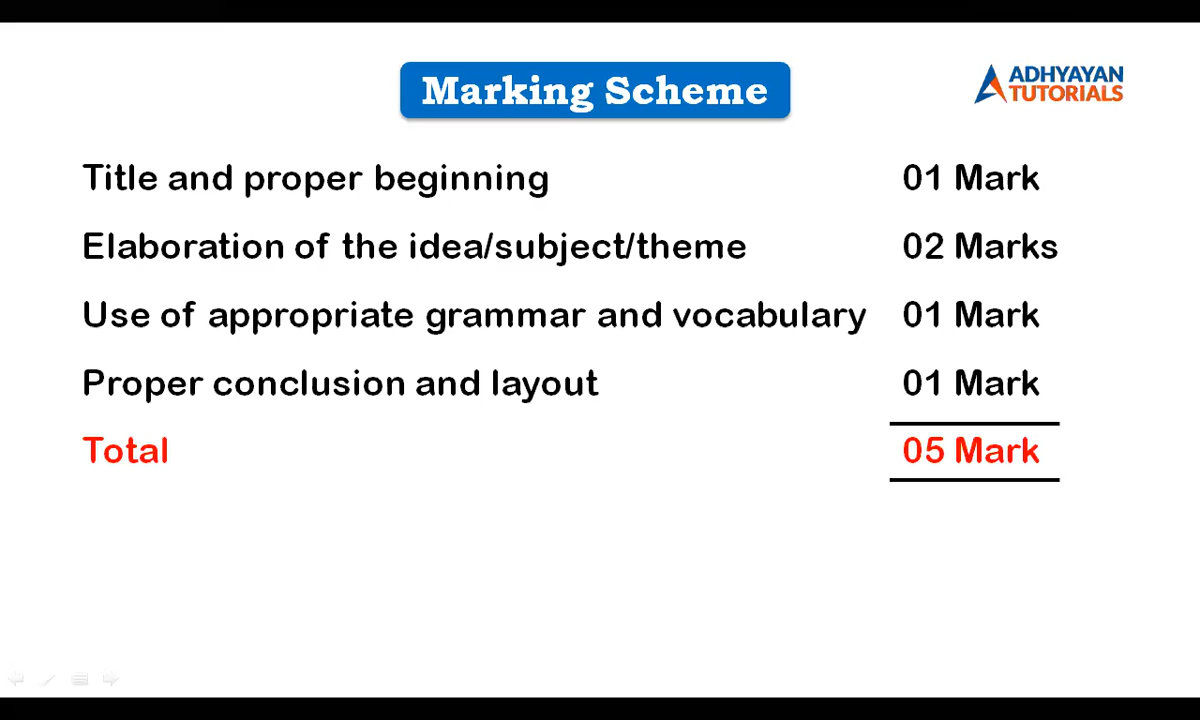 Marking Scheme
ADHYAYAN
TUTORIALS
Title and proper beginning 01 Mark
Elaboration of the idea/subject/theme 02 Marks
Use of appropriate grammar and vocabulary 01 Mark
Proper conclusion and layout 01 Mark
Total 05 Mark